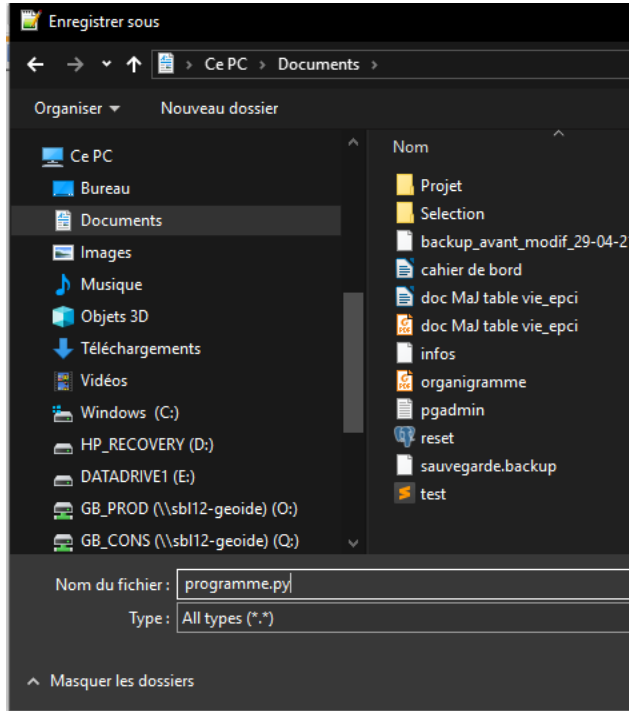 Enregistrer sous
Ce PC > Documents >
Organiser Nouveau dossier
Ce PC
Bureau
Documents
Images
Musique
Objets 3D
Téléchargements
Vidéos
Windows (C:)
HP_RECOVERY (D:)
DATADRIVE1 (E:)
GB_PROD (\\sbl12-geoide) (O:)
GB_CONS (\\sbl12-geoide) (Q:)
Nom
Projet
Selection
backup_avant_modif_29-04-2
cahier de bord
doc MaJ table vie_epci
doc MaJ table vie_epci
infos
organigramme
pgadmin
reset
sauvegarde.backup
test
Nom du fichier : programme.py
Type : All types (*.*)
Masquer les dossiers